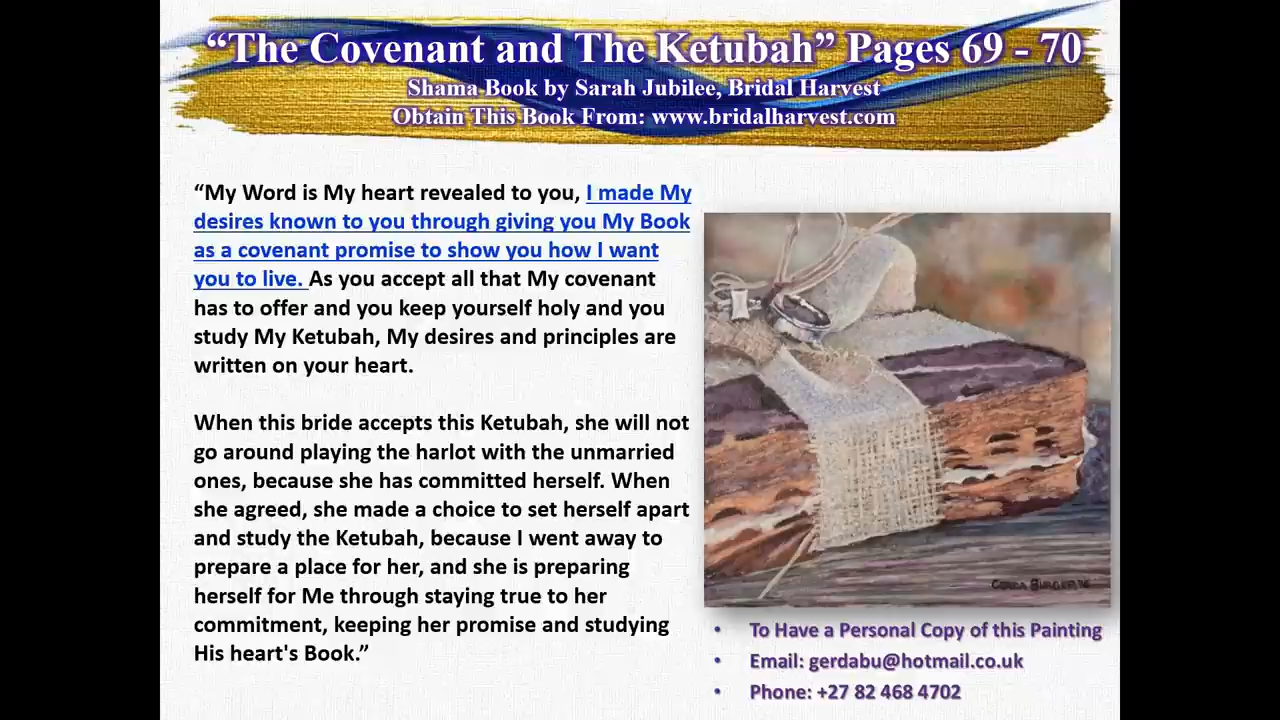 “The Covenant and The Ketubah” Pages 69 - 70
Shama Book by Sarah Jubilee, Bridal Harvest
Obtain This Book From: www.bridalharvest.com
“My Word is My heart revealed to you, I made My
desires known to you through giving you My Book
as a covenant promise to show you how I want
you to live. As you accept all that My covenant
has to offer and you keep yourself holy and you
study My Ketubah, My desires and principles are
written on your heart.
When this bride accepts this Ketubah, she will not
go around playing the harlot with the unmarried
ones, because she has committed herself. When
she agreed, she made a choice to set herself apart
and study the Ketubah, because I went away to
prepare a place for her, and she is preparing
herself for Me through staying true to her
commitment, keeping her promise and studying
His heart's Book.”
• To Have a Personal Copy of this Painting
• Email: gerdabu@hotmail.co.uk
• Phone: +27 82 468 4702